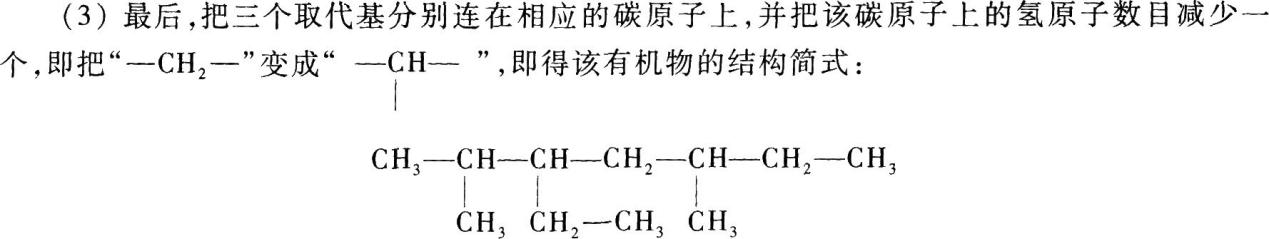 (3) 最后,把三个取代基分别连在相应的碳原子上,并把该碳原子上的氢原子数目减少一
个,即把“—CH₂—”变成“ —CH— ”,即得该有机物的结构简式:
CH₃—CH—CH—CH₂—CH—CH₂—CH₃
CH₃ CH₂—CH₃ CH₃